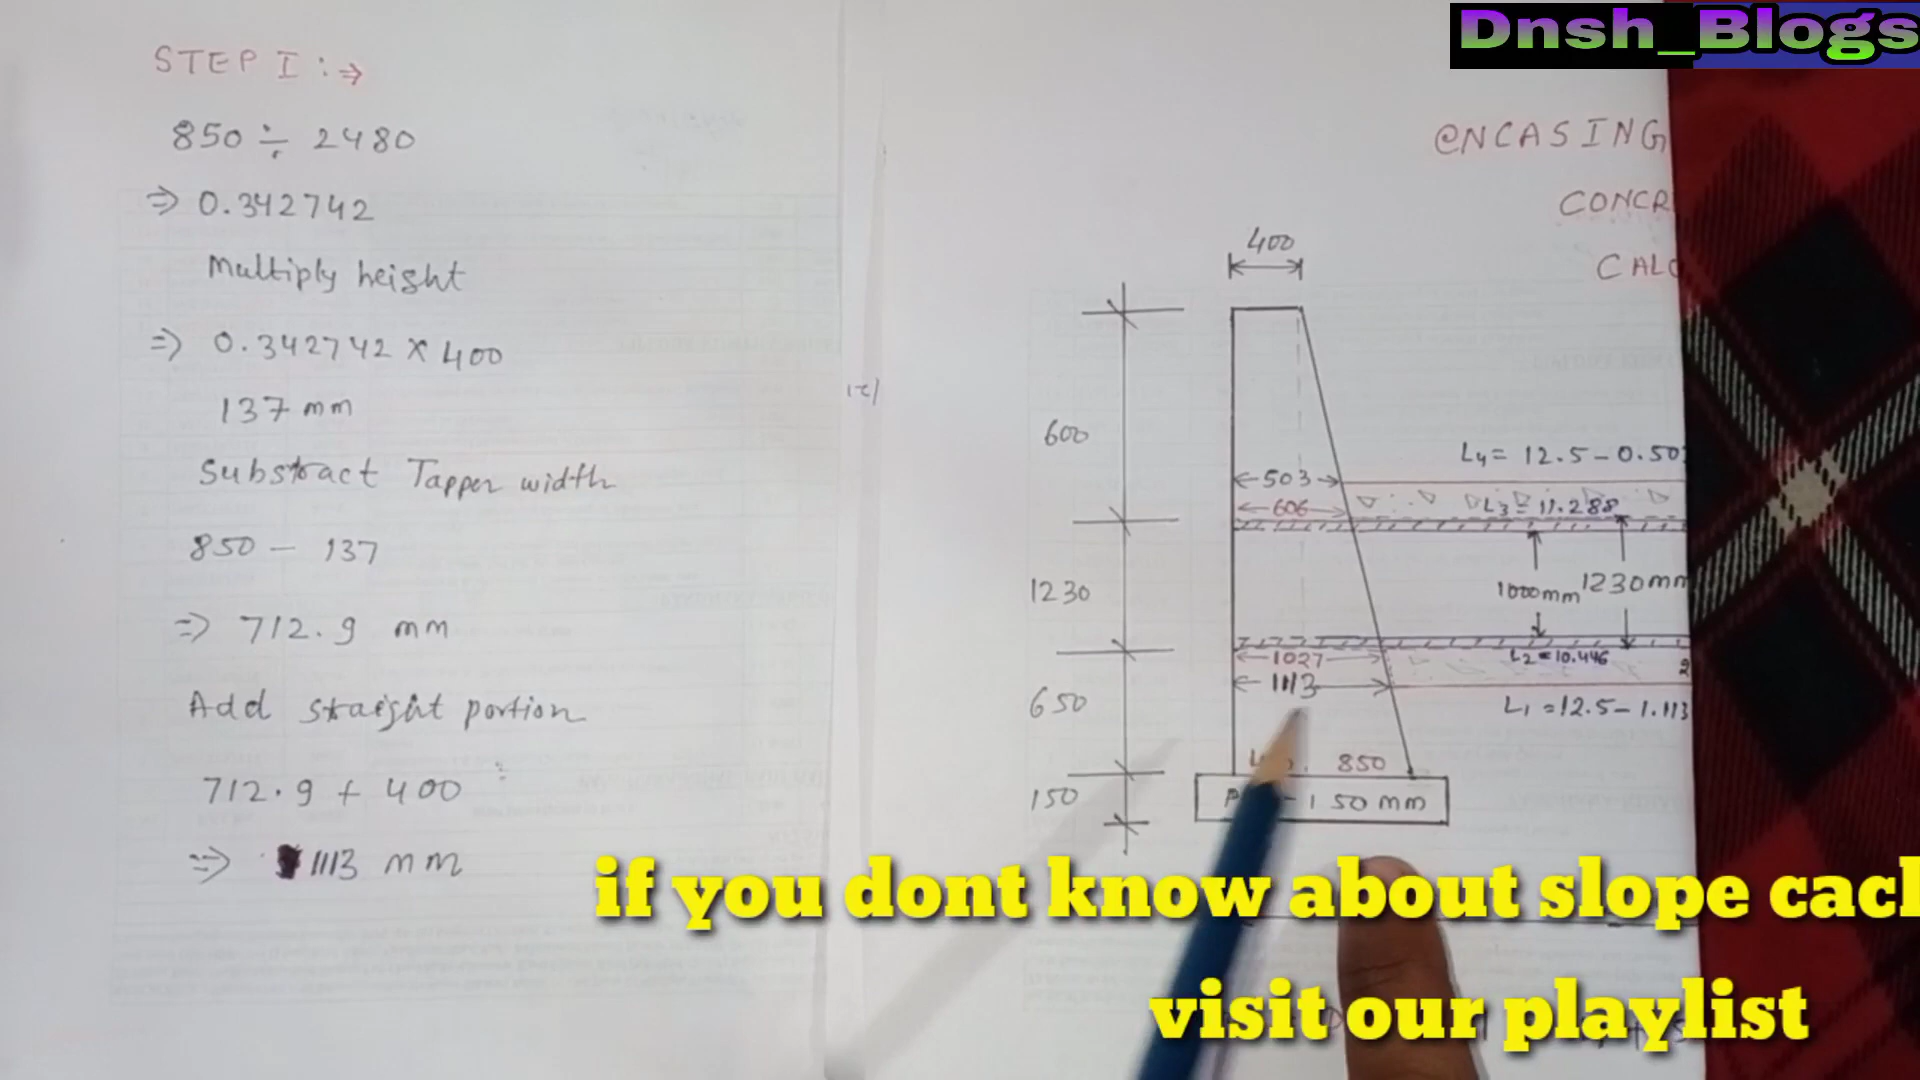 Dnsh_Blogs
STEP I :⇒
850 ÷ 2480
⇒ 0.342742
Multiply height
⇒ 0.342742 × 400
137 mm
Substract Tapper width
850 - 137
⇒ 712.9 mm
Add straight portion
712.9 + 400
⇒ 1113 mm
@NCASING
CONCR
CALC
400
600
1230
650
150
503
606
1027
1113
850
150 mm
L4 = 12.5 - 0.503
L3 = 11.288
1000mm
1230mm
L2 = 10.446
2
L1 = 12.5 - 1.113
if you dont know about slope cacl
visit our playlist